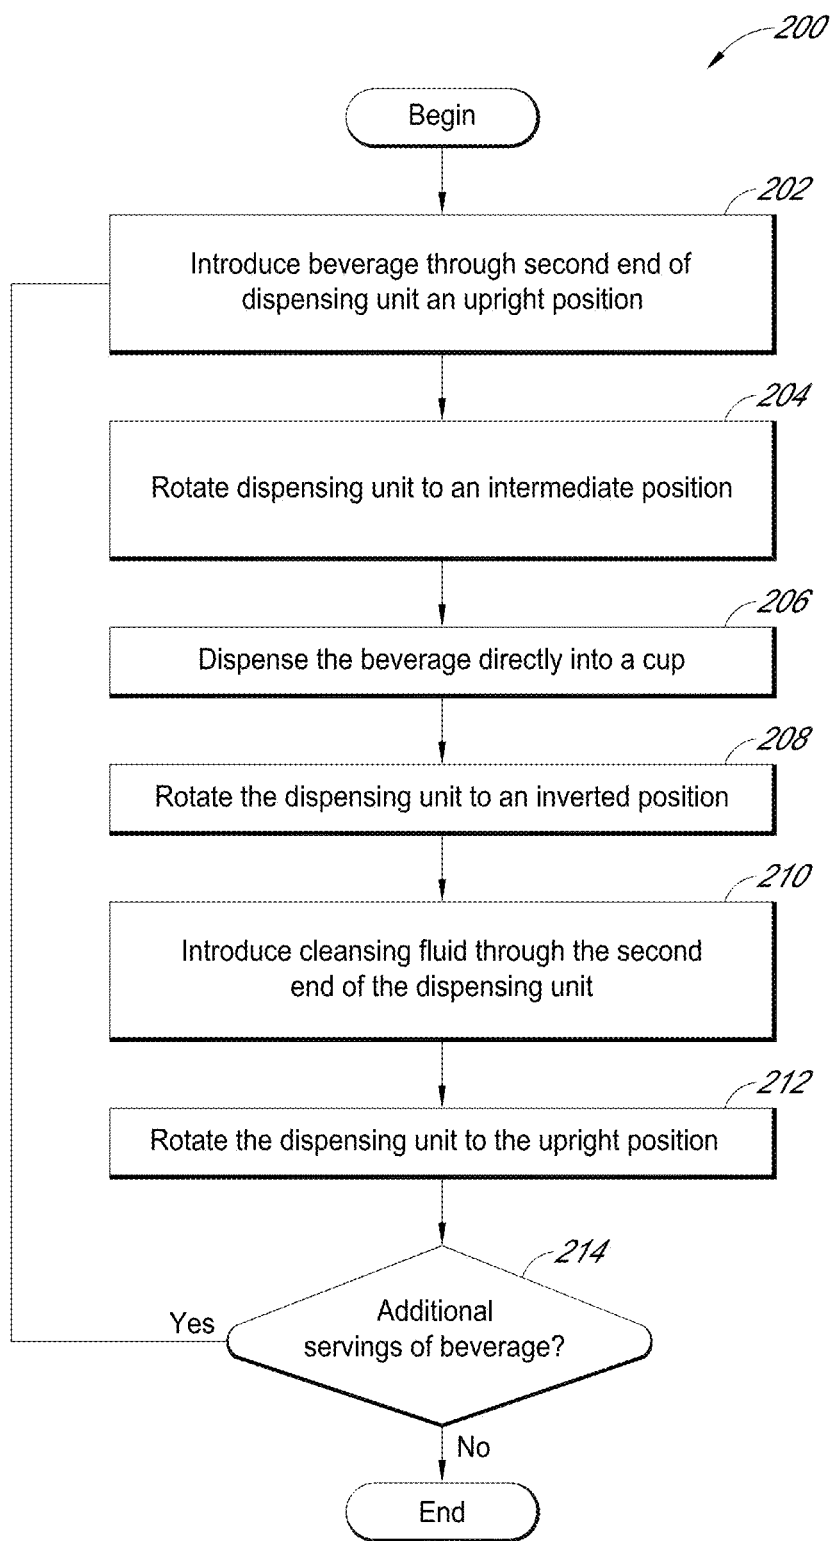 200
Begin
202
Introduce beverage through second end of
dispensing unit an upright position
204
Rotate dispensing unit to an intermediate position
206
Dispense the beverage directly into a cup
208
Rotate the dispensing unit to an inverted position
210
Introduce cleansing fluid through the second
end of the dispensing unit
212
Rotate the dispensing unit to the upright position
214
Additional
servings of beverage?
Yes
No
End